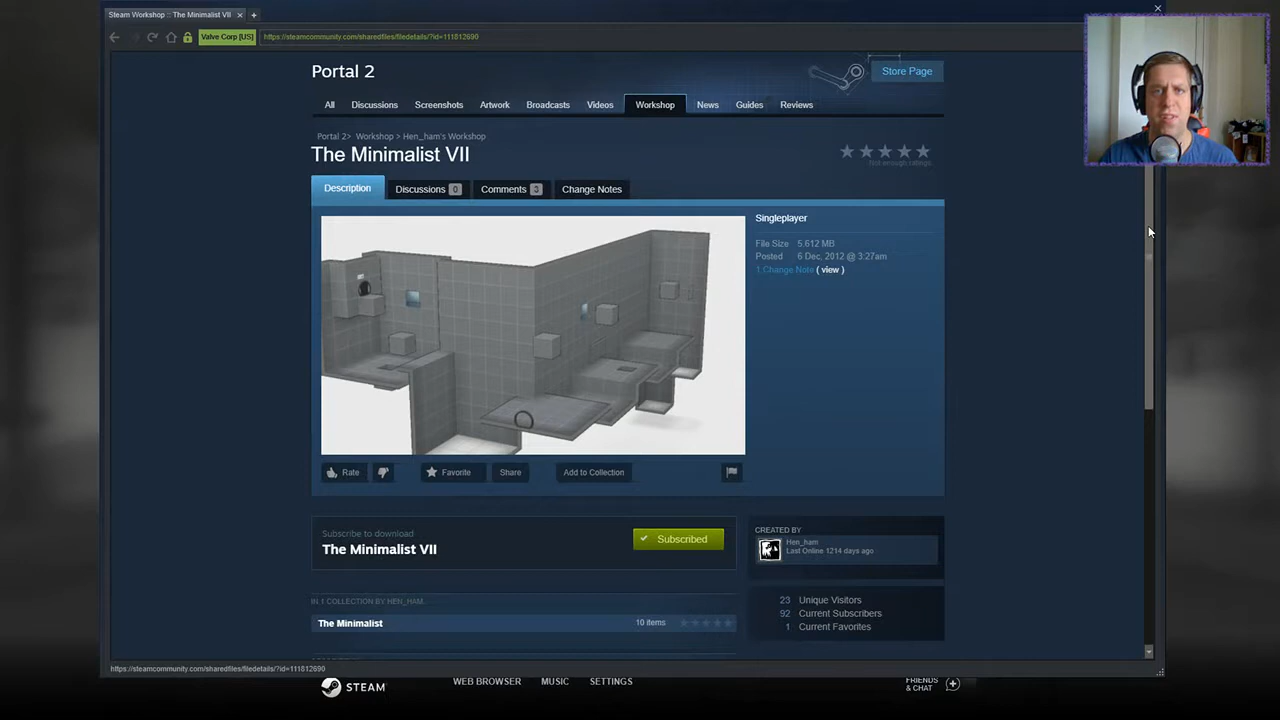 Steam Workshop :: The Minimalist VII
Valve Corp [US]
https://steamcommunity.com/sharedfiles/filedetails/?id=111812690
Portal 2
Store Page
All Discussions Screenshots Artwork Broadcasts Videos Workshop News Guides Reviews
Portal 2> Workshop > Hen_ham's Workshop
The Minimalist VII
Not enough ratings
Description Discussions 0 Comments 3 Change Notes
Singleplayer
File Size 5.612 MB
Posted 6 Dec, 2012 @ 3:27am
1 Change Note ( view )
Rate Favorite Share Add to Collection
Subscribe to download
The Minimalist VII
Subscribed
CREATED BY
Hen_ham
Last Online 1214 days ago
IN 1 COLLECTION BY HEN_HAM
The Minimalist 10 items
23 Unique Visitors
92 Current Subscribers
1 Current Favorites
https://steamcommunity.com/sharedfiles/filedetails/?id=111812690
STEAM
WEB BROWSER MUSIC SETTINGS
FRIENDS
& CHAT